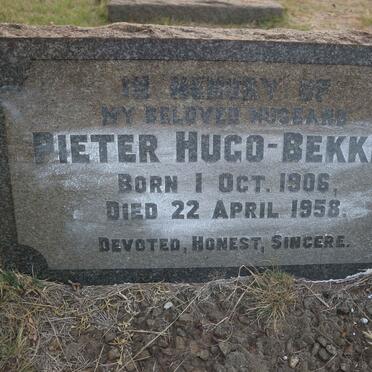 IN MEMORY OF
MY BELOVED HUSBAND
PIETER HUGO-BEKK
BORN 1 OCT. 1906,
DIED 22 APRIL 1958.
DEVOTED, HONEST, SINCERE.